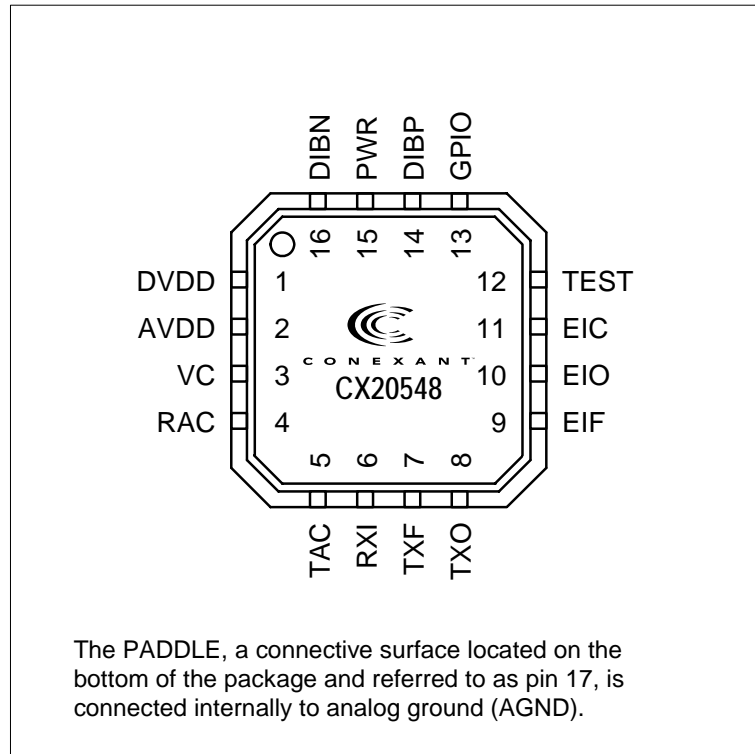 DIBN PWR DIBP GPIO
16 15 14 13
DVDD 1 12 TEST
AVDD 2 11 EIC
CONEXANT
VC 3 10 EIO
CX20548
RAC 4 9 EIF
5 6 7 8
TAC RXI TXF TXO
The PADDLE, a connective surface located on the
bottom of the package and referred to as pin 17, is
connected internally to analog ground (AGND).